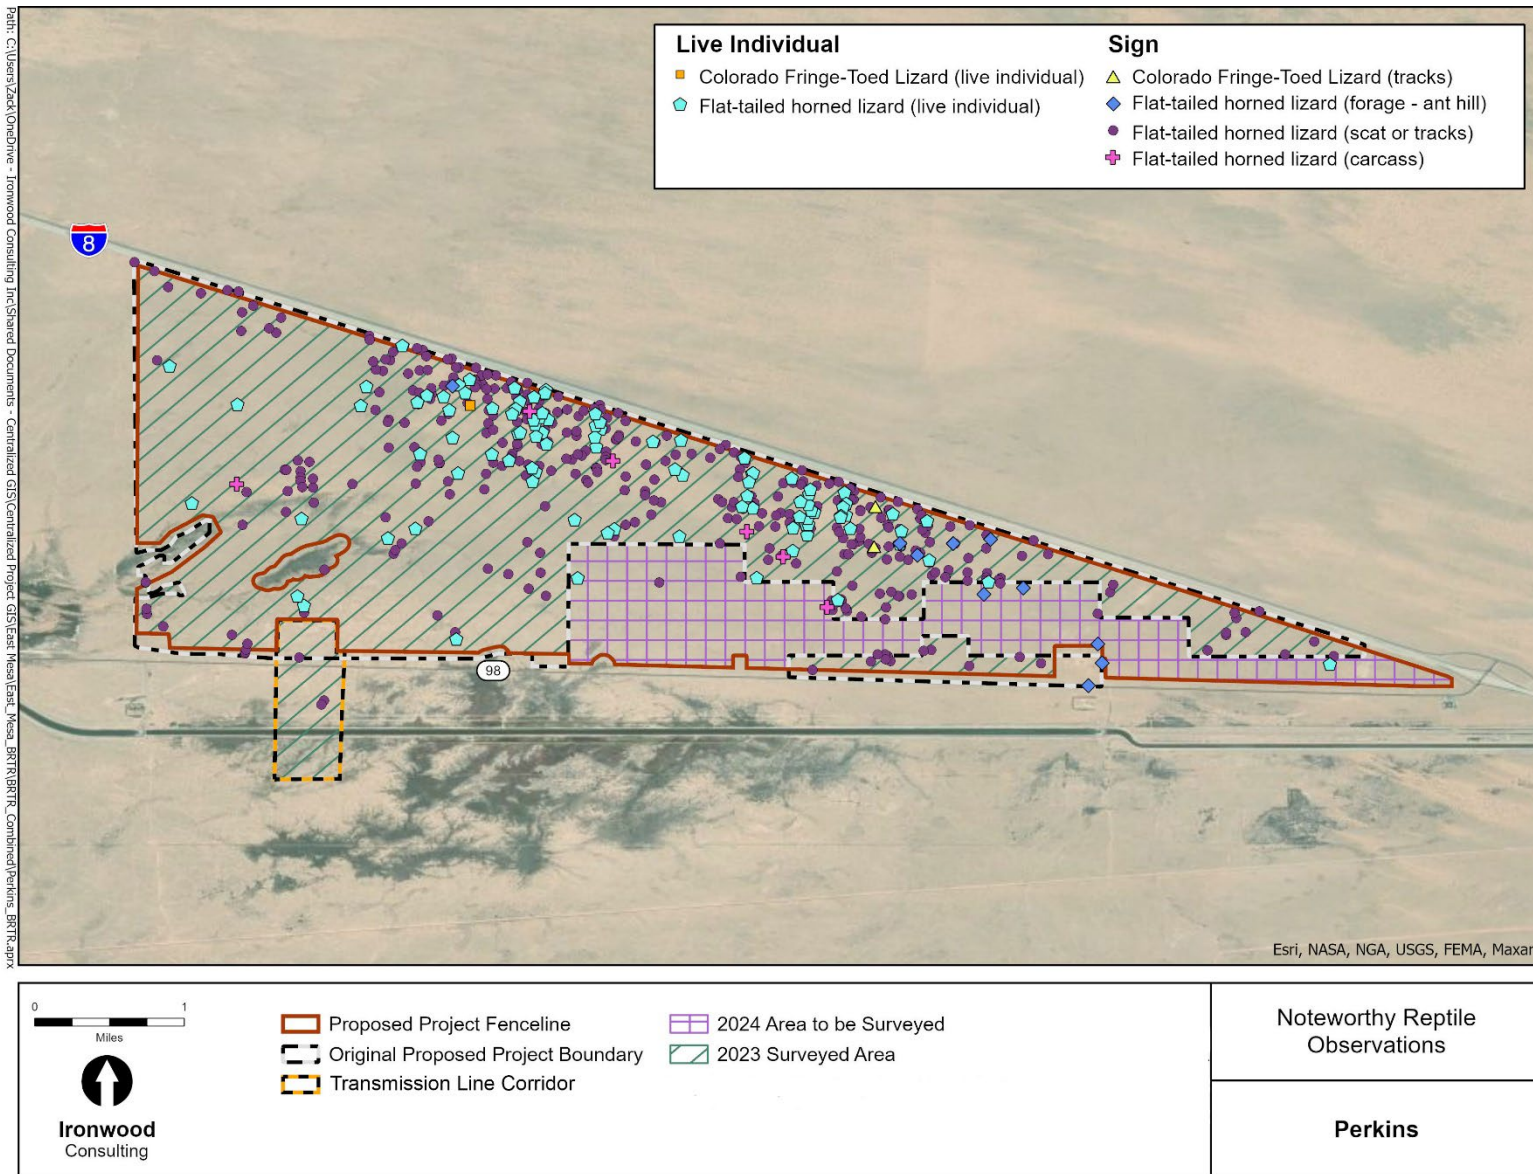 Path: C:\Users\Zack\OneDrive - Ironwood Consulting Inc\Shared Documents - Centralized GIS\Centralized Project GIS\East Mesa\East_Mesa_BRTR\BRTR_Combined\Perkins_BRTR.aprx
Live Individual
Colorado Fringe-Toed Lizard (live individual)
Flat-tailed horned lizard (live individual)
Sign
Colorado Fringe-Toed Lizard (tracks)
Flat-tailed horned lizard (forage - ant hill)
Flat-tailed horned lizard (scat or tracks)
Flat-tailed horned lizard (carcass)
8
98
Esri, NASA, NGA, USGS, FEMA, Maxar
0 1
Miles
Ironwood
Consulting
Proposed Project Fenceline
Original Proposed Project Boundary
Transmission Line Corridor
2024 Area to be Surveyed
2023 Surveyed Area
Noteworthy Reptile
Observations
Perkins